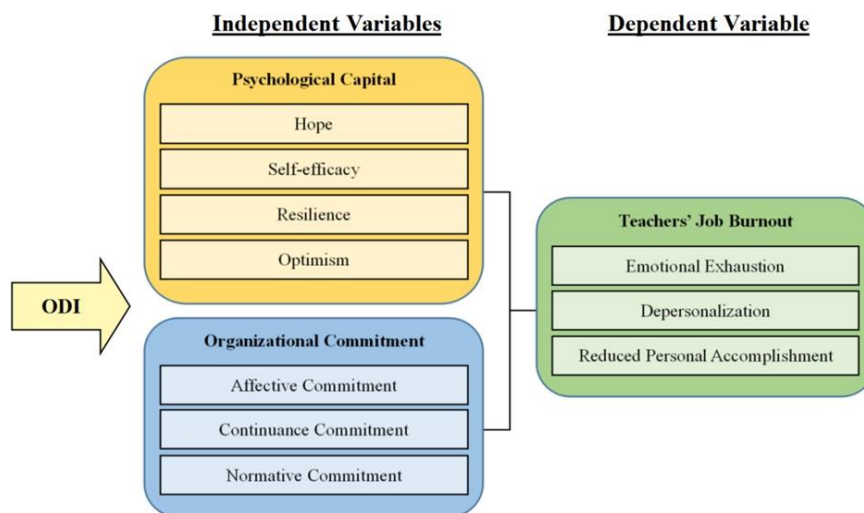 Independent Variables
Dependent Variable
Psychological Capital
Hope
Self-efficacy
Resilience
Optimism
ODI
Organizational Commitment
Affective Commitment
Continuance Commitment
Normative Commitment
Teachers’ Job Burnout
Emotional Exhaustion
Depersonalization
Reduced Personal Accomplishment